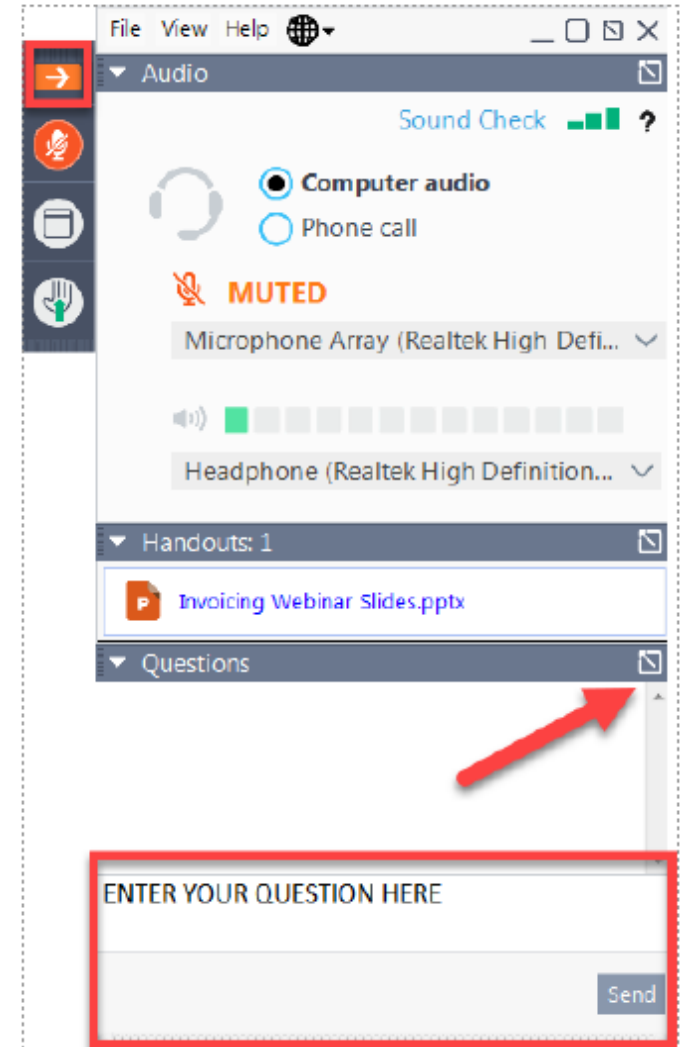 File View Help
Audio
Sound Check ?
Computer audio
Phone call
MUTED
Microphone Array (Realtek High Defi...
Headphone (Realtek High Definition...
Handouts: 1
P Invoicing Webinar Slides.pptx
Questions
ENTER YOUR QUESTION HERE
Send